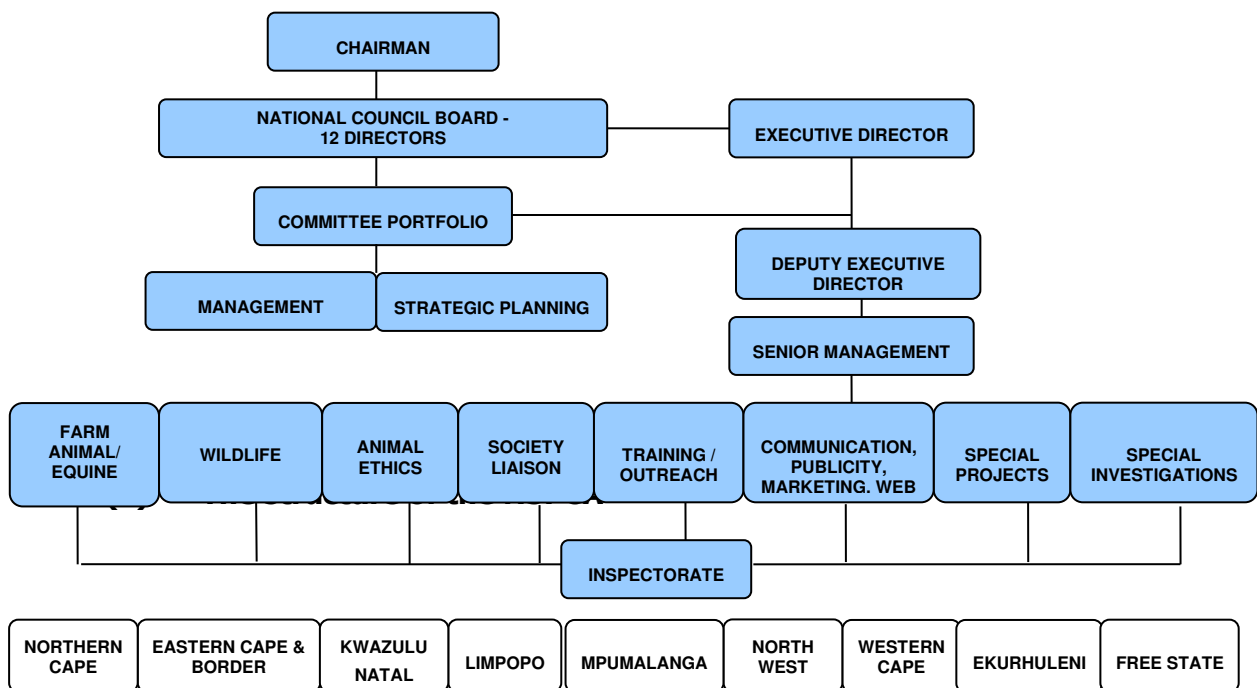 CHAIRMAN
NATIONAL COUNCIL BOARD -
12 DIRECTORS
EXECUTIVE DIRECTOR
COMMITTEE PORTFOLIO
DEPUTY EXECUTIVE
DIRECTOR
MANAGEMENT
STRATEGIC PLANNING
SENIOR MANAGEMENT
FARM
ANIMAL/
EQUINE
WILDLIFE
ANIMAL
ETHICS
SOCIETY
LIAISON
TRAINING /
OUTREACH
COMMUNICATION,
PUBLICITY,
MARKETING. WEB
SPECIAL
PROJECTS
SPECIAL
INVESTIGATIONS
INSPECTORATE
NORTHERN
CAPE
EASTERN CAPE &
BORDER
KWAZULU
NATAL
LIMPOPO
MPUMALANGA
NORTH
WEST
WESTERN
CAPE
EKURHULENI
FREE STATE